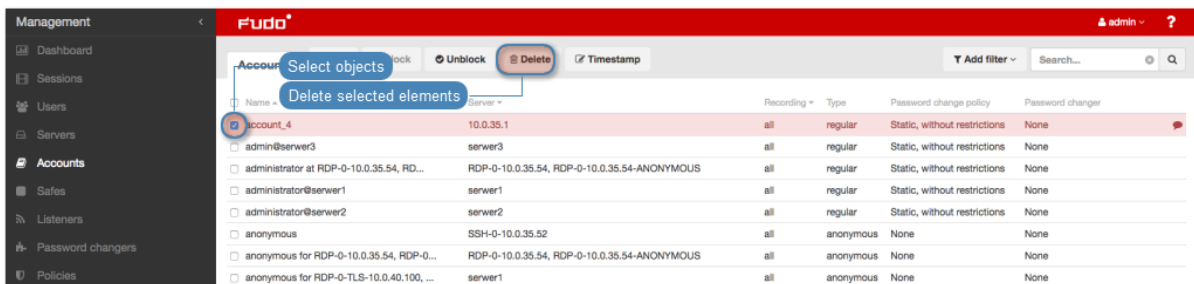 Management
Fudo
admin
?
Dashboard
Sessions
Users
Servers
Accounts
Safes
Listeners
Password changers
Policies
Unblock
Delete
Timestamp
Add filter
Search...
Select objects
Delete selected elements
Name Server Recording Type Password change policy Password changer
account_4 10.0.35.1 all regular Static, without restrictions None
admin@serwer3 serwer3 all regular Static, without restrictions None
administrator at RDP-0-10.0.35.54, RD... RDP-0-10.0.35.54, RDP-0-10.0.35.54-ANONYMOUS all regular Static, without restrictions None
administrator@serwer1 serwer1 all regular Static, without restrictions None
administrator@serwer2 serwer2 all regular Static, without restrictions None
anonymous SSH-0-10.0.35.52 all anonymous None None
anonymous for RDP-0-10.0.35.54, RDP-0... RDP-0-10.0.35.54, RDP-0-10.0.35.54-ANONYMOUS all anonymous None None
anonymous for RDP-0-TLS-10.0.40.100, ... serwer1 all anonymous None None